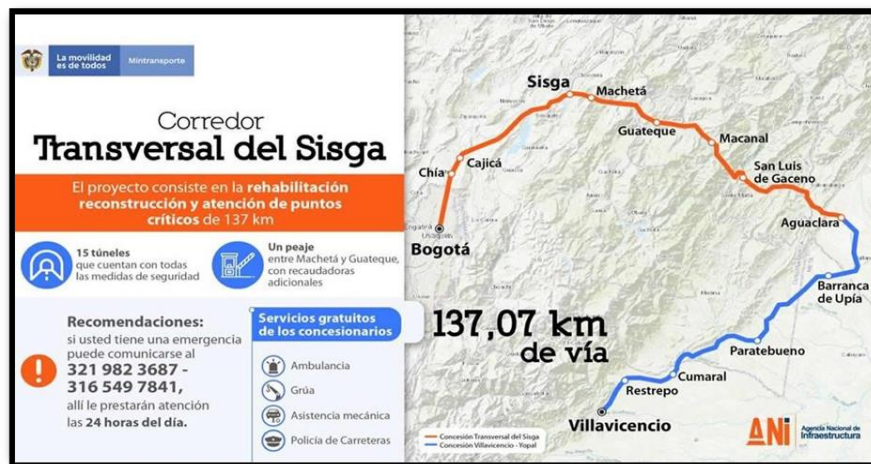 La movilidad
es de todos
Mintransporte
Corredor
Transversal del Sisga
El proyecto consiste en la rehabilitación
reconstrucción y atención de puntos
críticos de 137 km
15 túneles
que cuentan con todas
las medidas de seguridad
Un peaje
entre Machetá y Guateque,
con recaudadoras
adicionales
Recomendaciones:
si usted tiene una emergencia
puede comunicarse al
321 982 3687 -
316 549 7841,
allí le prestarán atención
las 24 horas del día.
Servicios gratuitos
de los concesionarios
Ambulancia
Grúa
Asistencia mecánica
Policía de Carreteras
Sisga
Machetá
Guateque
Macanal
San Luis
de Gaceno
Aguaclara
Cajicá
Chía
Bogotá
Barranca
de Upía
Paratebueno
Cumaral
Restrepo
Villavicencio
137,07 km
de vía
Concesión Transversal del Sisga
Concesión Villavicencio - Yopal
ANI
Agencia Nacional de
Infraestructura